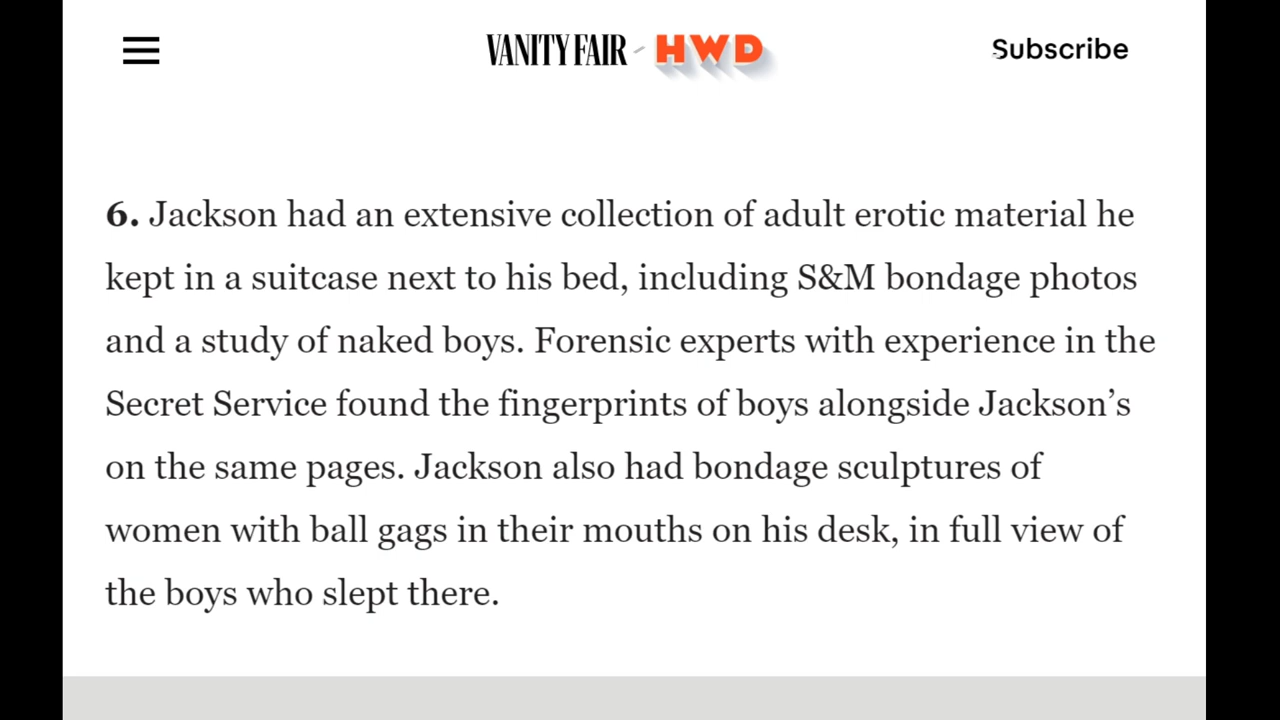 VANITY FAIR - HWD
Subscribe
6. Jackson had an extensive collection of adult erotic material he
kept in a suitcase next to his bed, including S&M bondage photos
and a study of naked boys. Forensic experts with experience in the
Secret Service found the fingerprints of boys alongside Jackson’s
on the same pages. Jackson also had bondage sculptures of
women with ball gags in their mouths on his desk, in full view of
the boys who slept there.